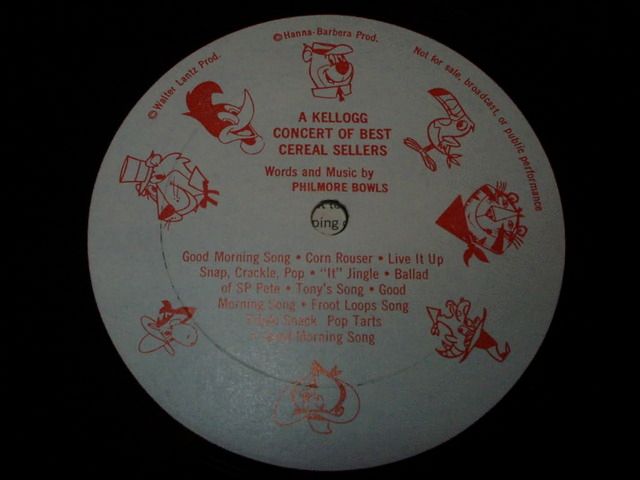 ©Walter Lantz Prod.
©Hanna-Barbera Prod.
Not for sale, broadcast, or public performance
A KELLOGG
CONCERT OF BEST
CEREAL SELLERS
Words and Music by
PHILMORE BOWLS
Good Morning Song • Corn Rouser • Live It Up
Snap, Crackle, Pop • "It" Jingle • Ballad
of SP Pete • Tony's Song • Good
Morning Song • Froot Loops Song
Snack Pop Tarts
Morning Song